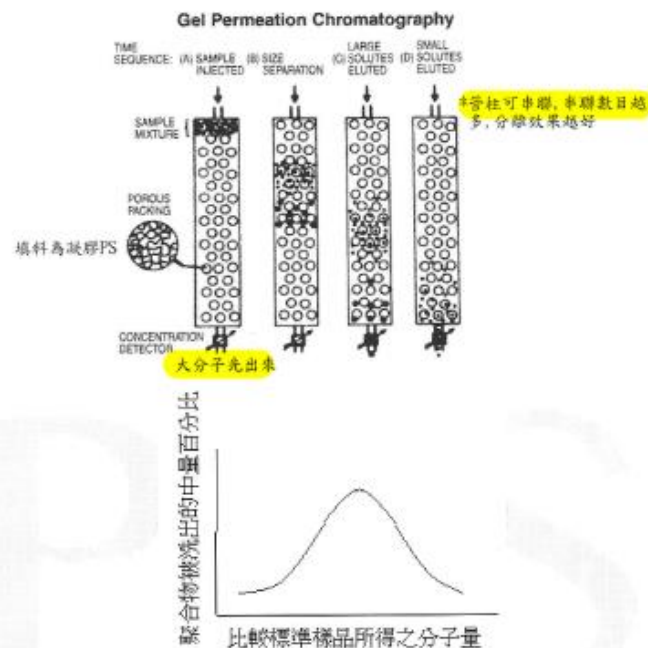 Gel Permeation Chromatography
TIME SEQUENCE: (A) SAMPLE INJECTED (B) SIZE SEPARATION (C) LARGE SOLUTES ELUTED (D) SMALL SOLUTES ELUTED
*管柱可串聯,串聯數目越
多,分離效果越好
SAMPLE
MIXTURE
POROUS
PACKING
填料為凝膠PS
CONCENTRATION
DETECTOR
大分子先出來
聚合物被洗出的中量百分比
比較標準樣品所得之分子量